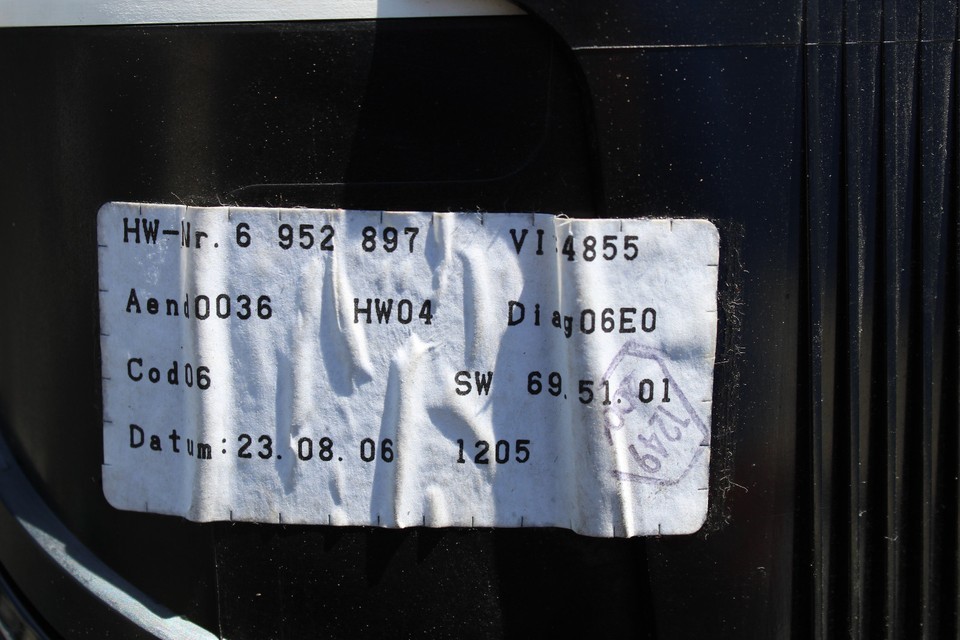 HW-Nr. 6 952 897 VI:4855
Aend0036 HW04 Diag06E0
Cod06 SW 69.51.01
Datum:23.08.06 1205
1249